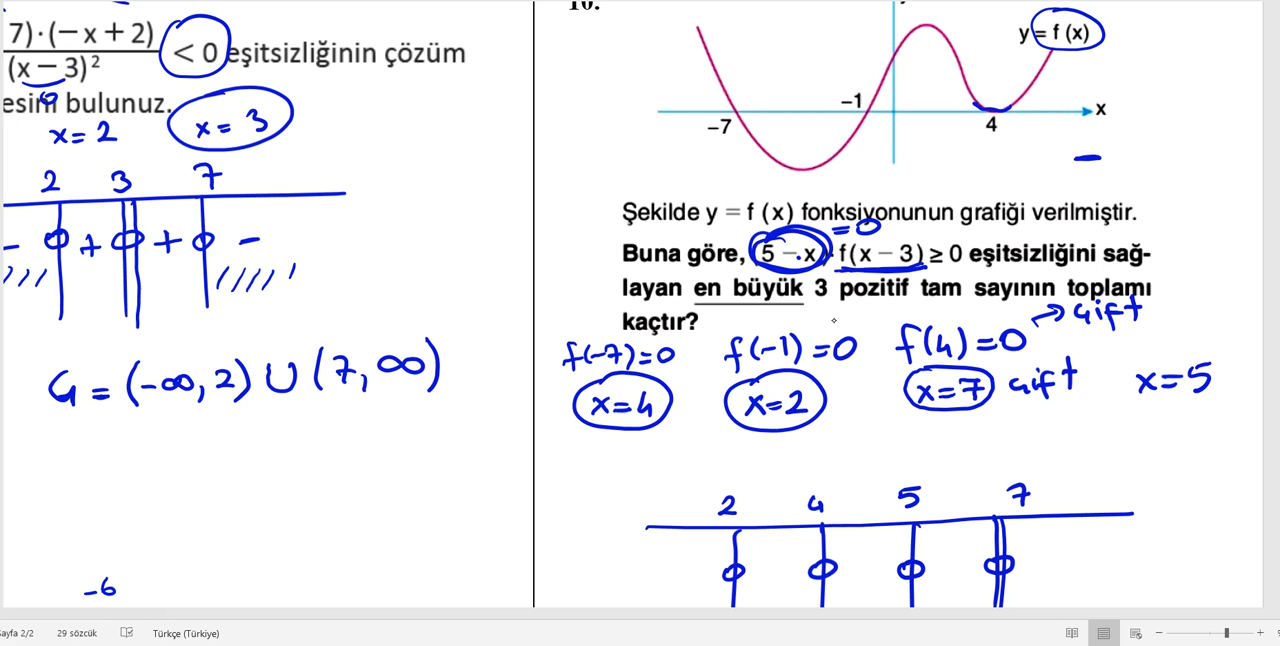 7)·(−x + 2)
(x − 3)² < 0 eşitsizliğinin çözüm
esini bulunuz.
x = 2 x = 3
2 3 7
− + + −
Ç = (-∞, 2) ∪ (7, ∞)
-6
10.
y = f (x)
−1
x
−7
4
−
Şekilde y = f (x) fonksiyonunun grafiği verilmiştir.
= 0
Buna göre, (5 − x) · f(x − 3) ≥ 0 eşitsizliğini sağ-
layan en büyük 3 pozitif tam sayının toplamı
kaçtır?
f(-7)=0 f(-1)=0 f(4)=0 → çift
x=4 x=2 x=7 çift x=5
2 4 5 7
Sayfa 2/2 29 sözcük Türkçe (Türkiye)